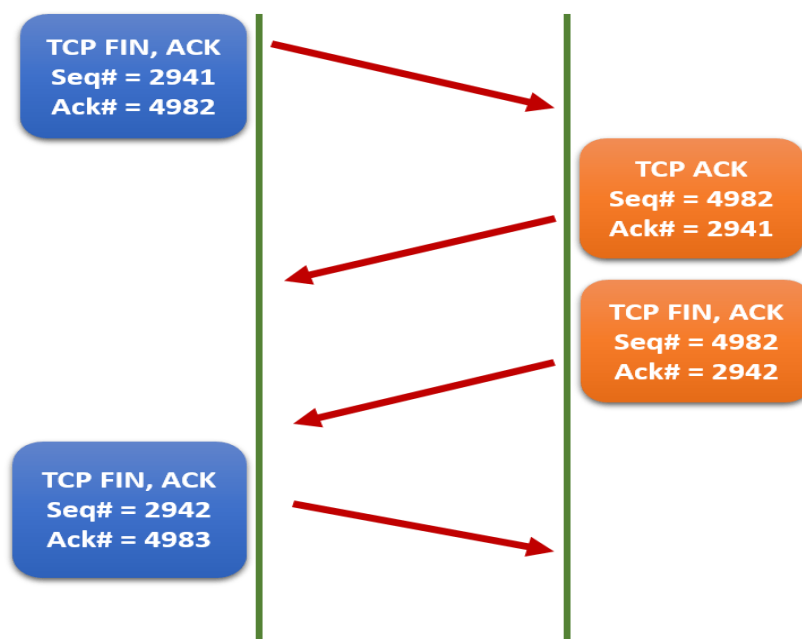 TCP FIN, ACK
Seq# = 2941
Ack# = 4982
TCP ACK
Seq# = 4982
Ack# = 2941
TCP FIN, ACK
Seq# = 4982
Ack# = 2942
TCP FIN, ACK
Seq# = 2942
Ack# = 4983